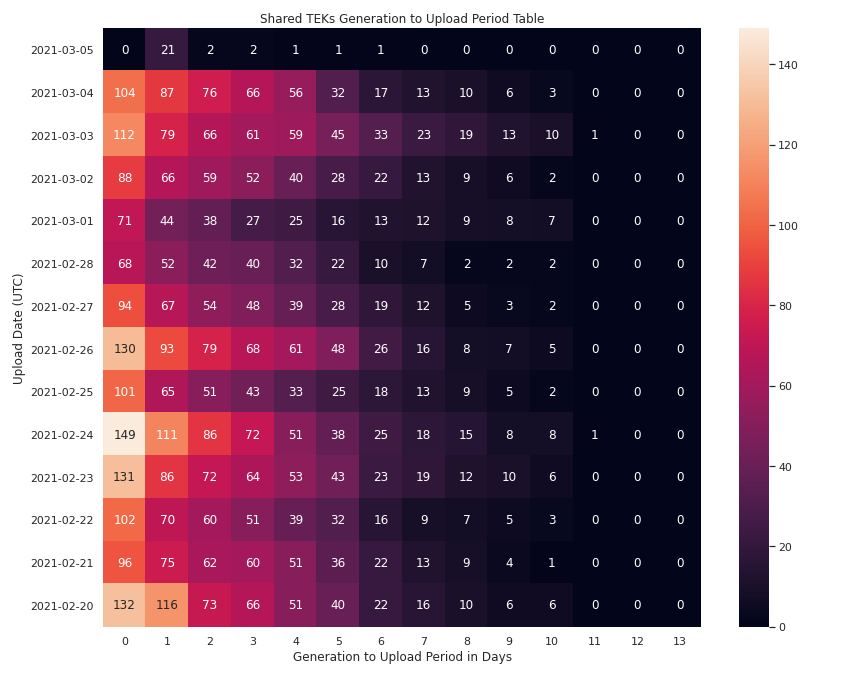 Shared TEKs Generation to Upload Period Table
2021-03-05 0 21 2 2 1 1 1 0 0 0 0 0 0 0
2021-03-04 104 87 76 66 56 32 17 13 10 6 3 0 0 0
2021-03-03 112 79 66 61 59 45 33 23 19 13 10 1 0 0
2021-03-02 88 66 59 52 40 28 22 13 9 6 2 0 0 0
2021-03-01 71 44 38 27 25 16 13 12 9 8 7 0 0 0
2021-02-28 68 52 42 40 32 22 10 7 2 2 2 0 0 0
2021-02-27 94 67 54 48 39 28 19 12 5 3 2 0 0 0
2021-02-26 130 93 79 68 61 48 26 16 8 7 5 0 0 0
2021-02-25 101 65 51 43 33 25 18 13 9 5 2 0 0 0
2021-02-24 149 111 86 72 51 38 25 18 15 8 8 1 0 0
2021-02-23 131 86 72 64 53 43 23 19 12 10 6 0 0 0
2021-02-22 102 70 60 51 39 32 16 9 7 5 3 0 0 0
2021-02-21 96 75 62 60 51 36 22 13 9 4 1 0 0 0
2021-02-20 132 116 73 66 51 40 22 16 10 6 6 0 0 0
0 1 2 3 4 5 6 7 8 9 10 11 12 13
Generation to Upload Period in Days
Upload Date (UTC)
140
120
100
80
60
40
20
0